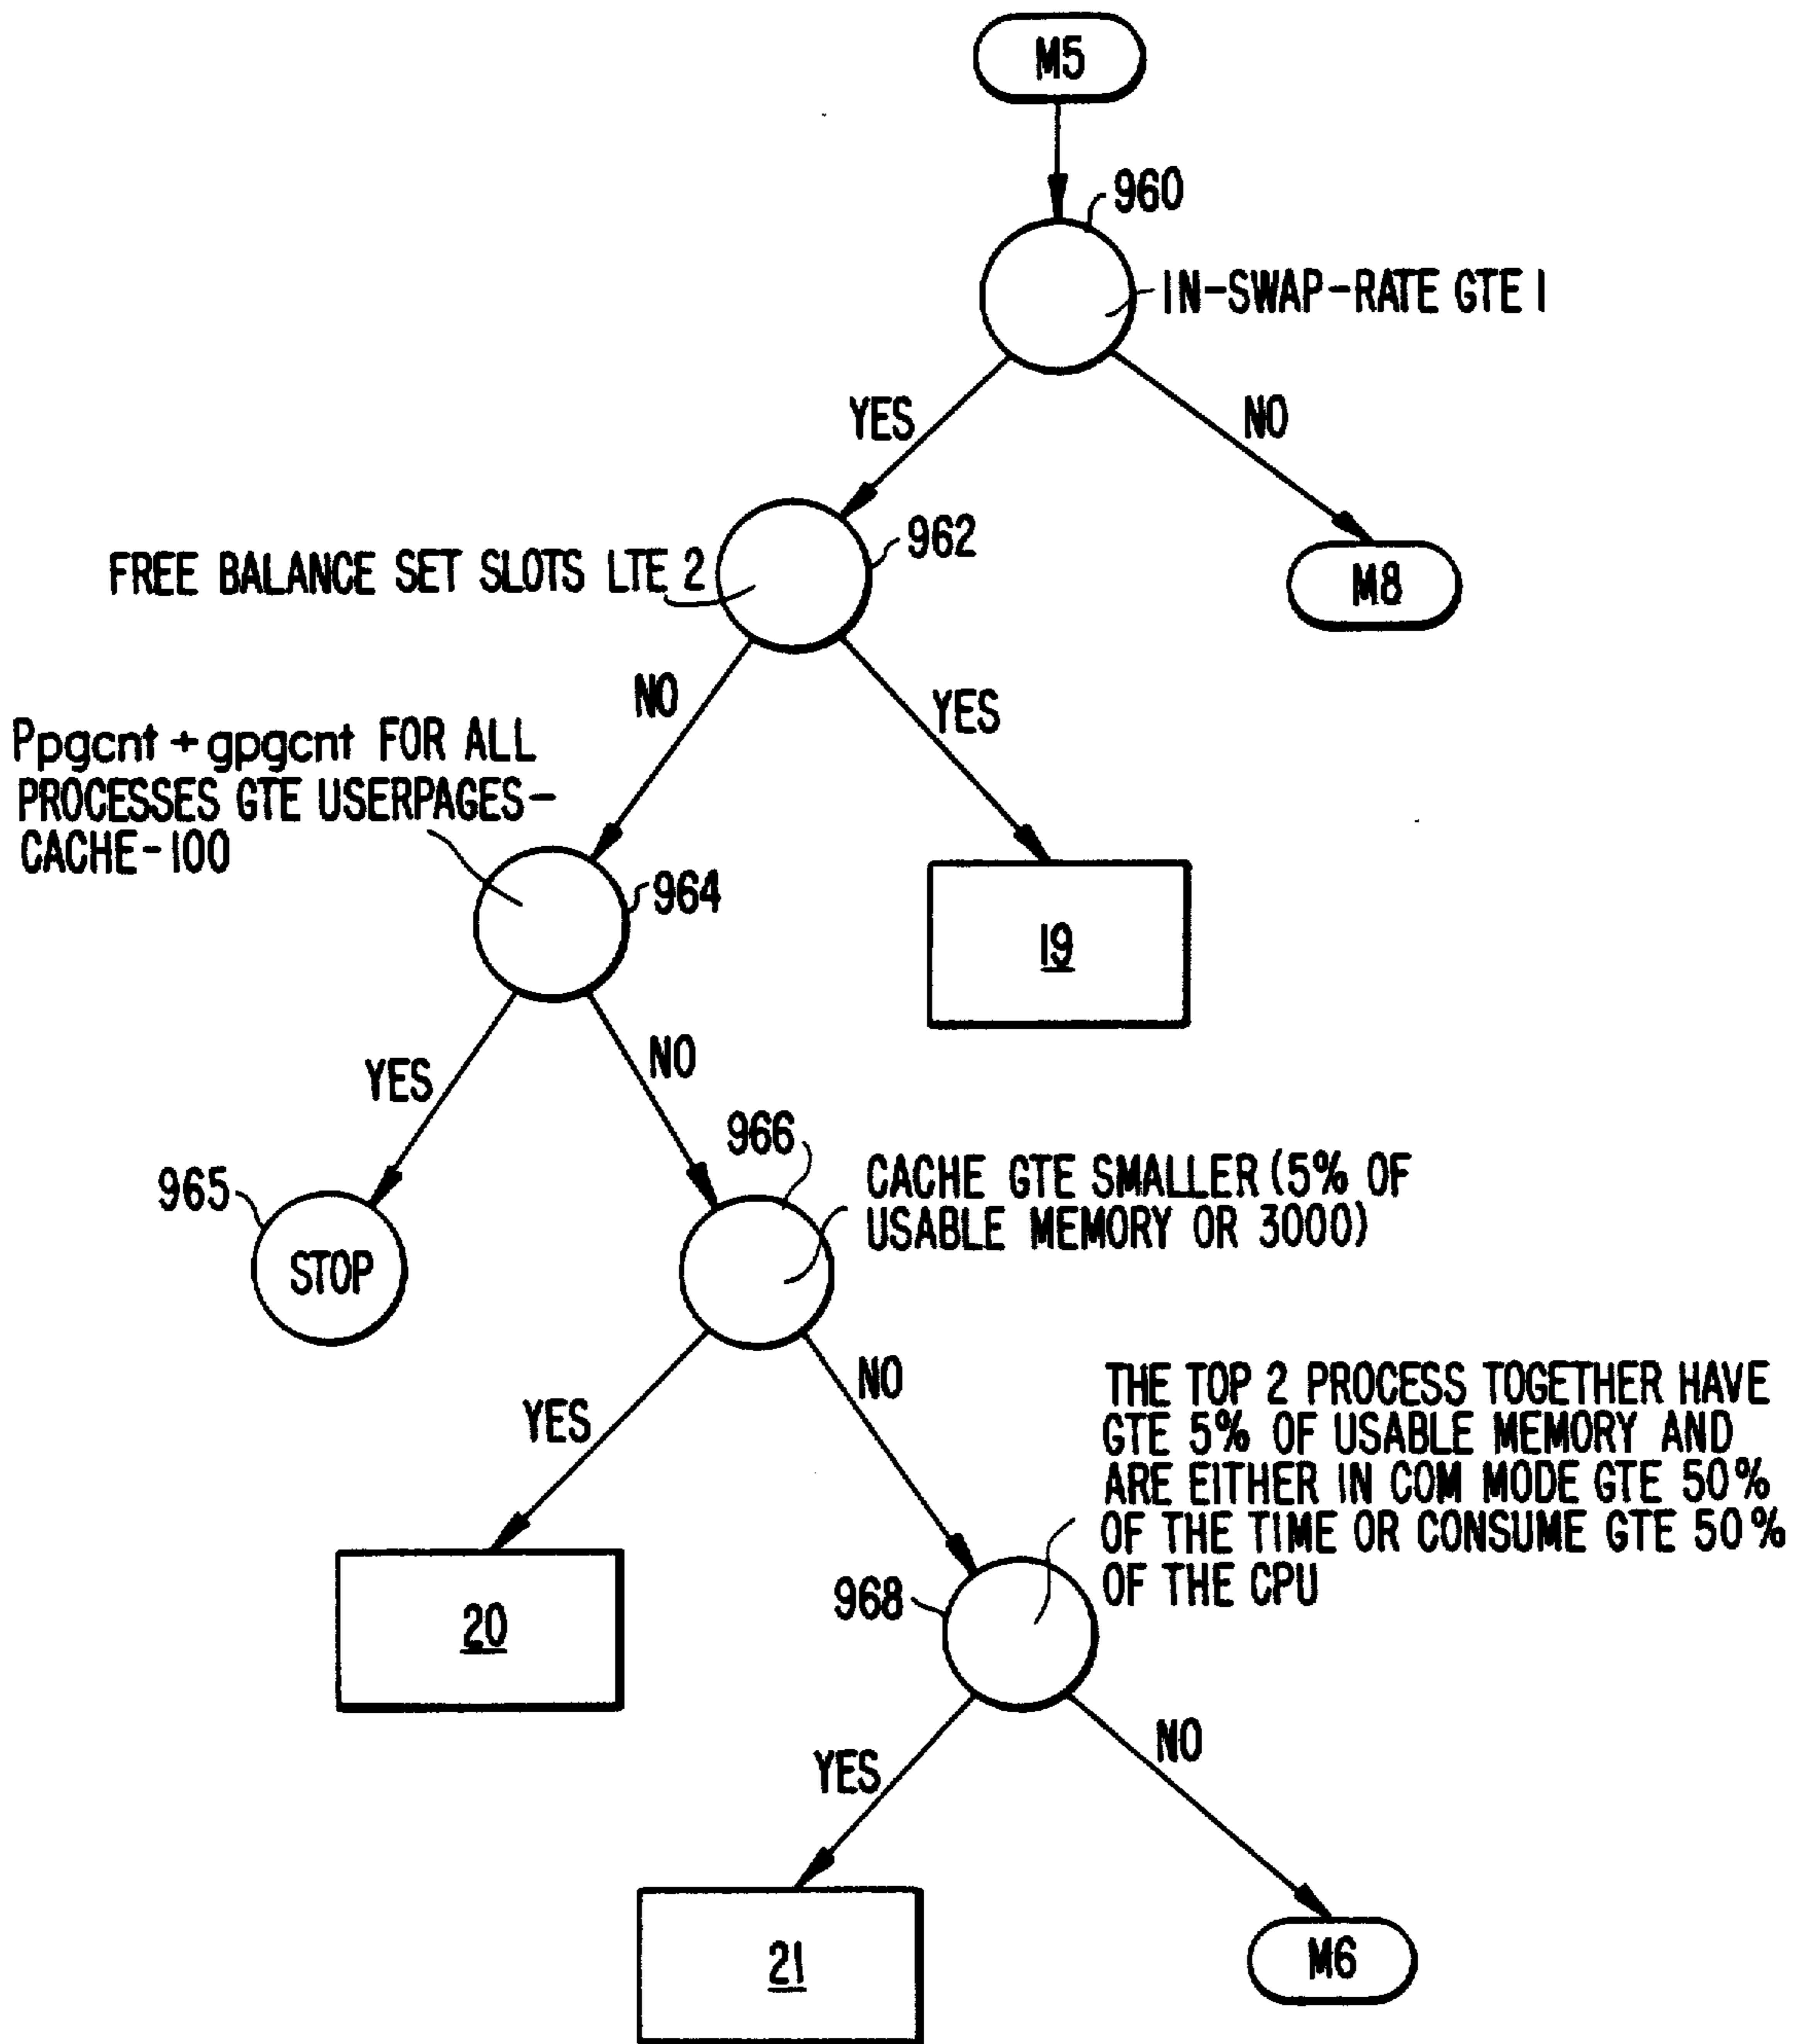 M5
960
IN-SWAP-RATE GTE 1
YES
NO
962
FREE BALANCE SET SLOTS LTE 2
M8
NO
YES
Ppgcnt + gpgcnt FOR ALL
PROCESSES GTE USERPAGES-
CACHE-100
964
19
YES
NO
966
965
CACHE GTE SMALLER (5% OF
USABLE MEMORY OR 3000)
STOP
YES
NO
THE TOP 2 PROCESS TOGETHER HAVE
GTE 5% OF USABLE MEMORY AND
ARE EITHER IN COM MODE GTE 50%
OF THE TIME OR CONSUME GTE 50%
OF THE CPU
968
20
YES
NO
21
M6